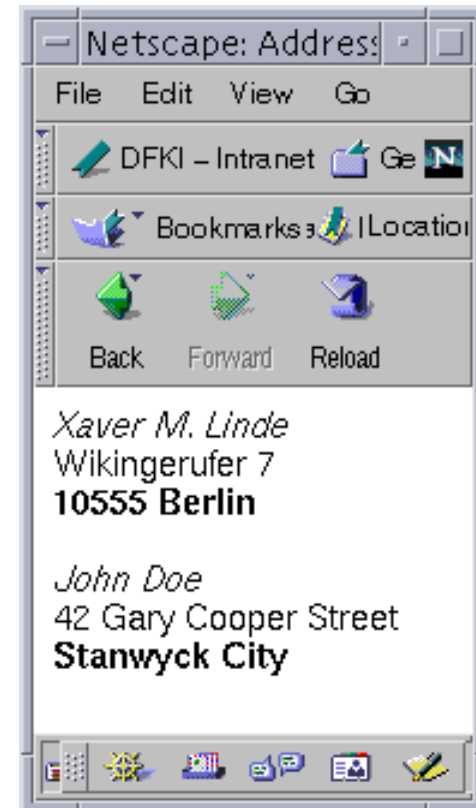 Netscape: Address
File Edit View Go
DFKI – Intranet Ge N
Bookmarks Location
Back Forward Reload
Xaver M. Linde
Wikingerufer 7
10555 Berlin
John Doe
42 Gary Cooper Street
Stanwyck City